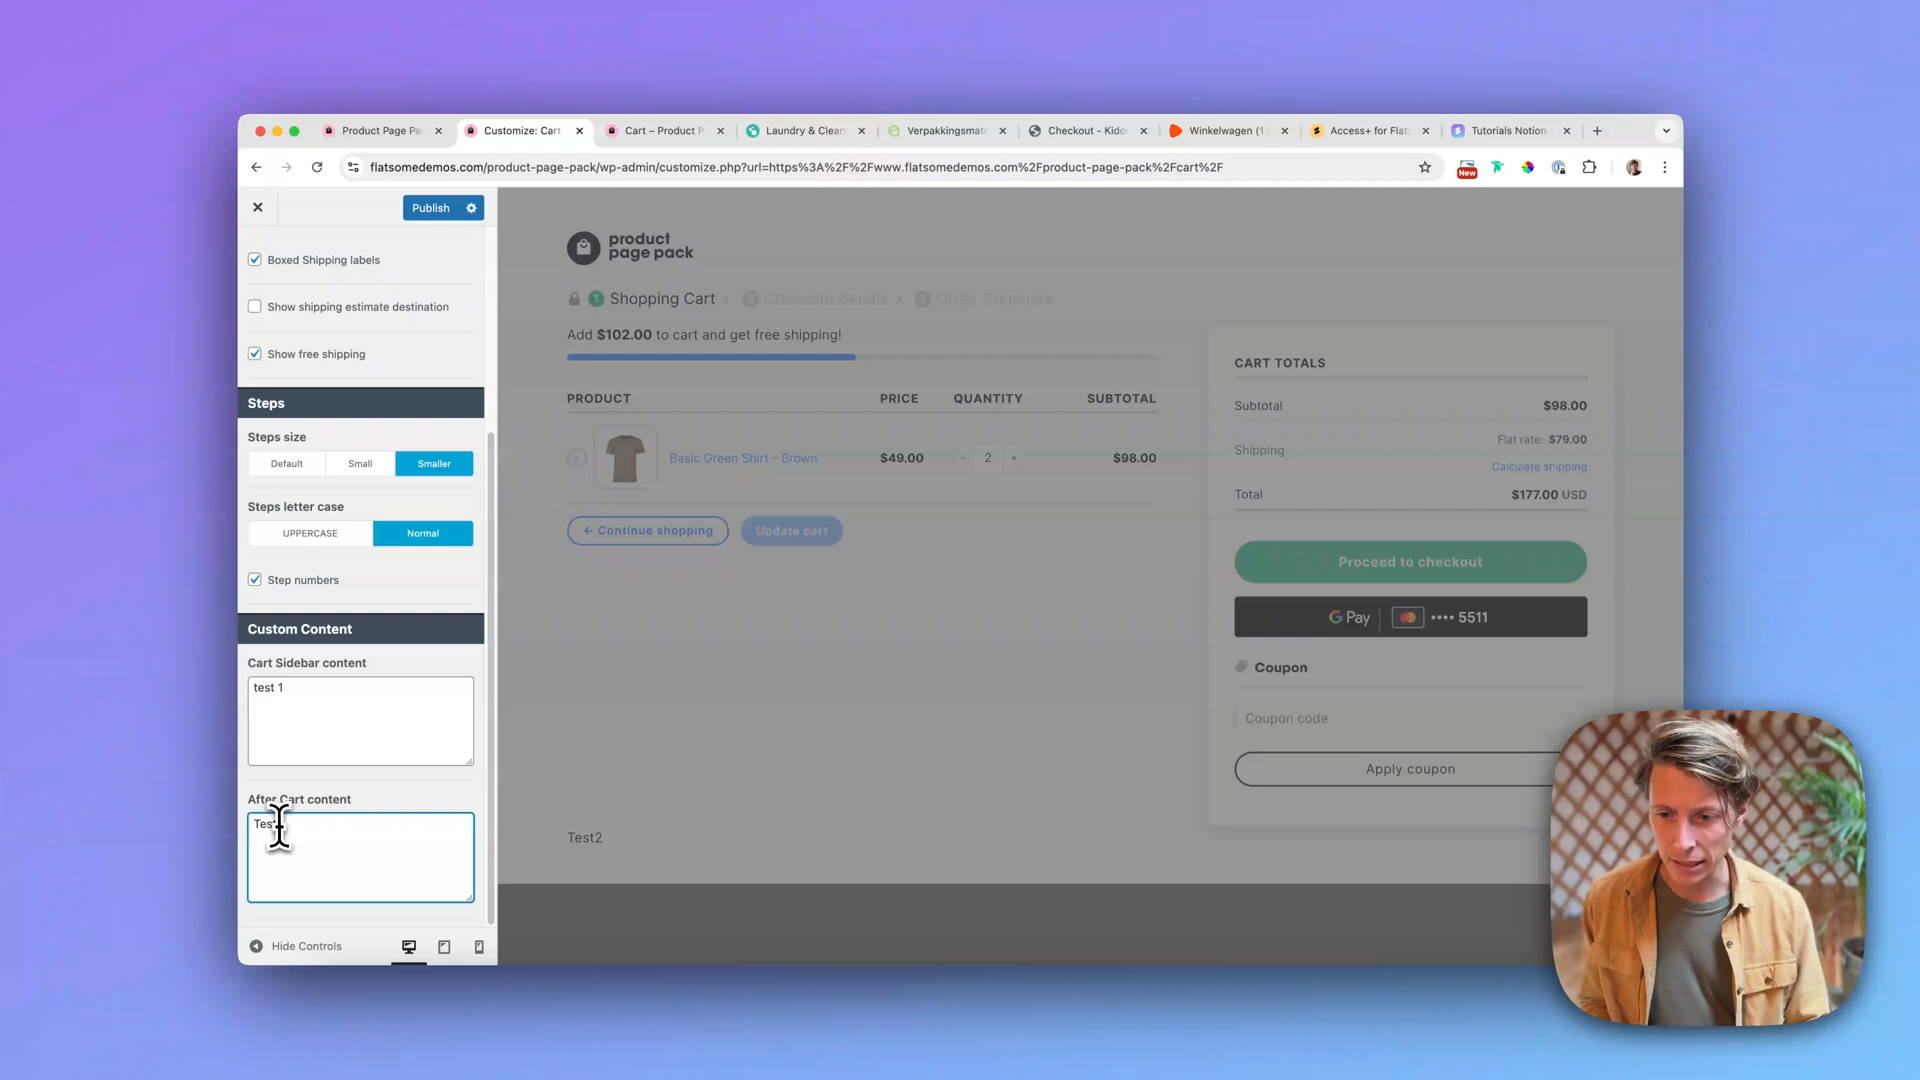 Product Page Pa
Customize: Cart
Cart – Product P
Laundry & Clean
Verpakkingsmate
Checkout - Kido
Winkelwagen (1
Access+ for Flat
Tutorials Notion
flatsomedemos.com/product-page-pack/wp-admin/customize.php?url=https%3A%2F%2Fwww.flatsomedemos.com%2Fproduct-page-pack%2Fcart%2F
New
Publish
Boxed Shipping labels
Show shipping estimate destination
Show free shipping
Steps
Steps size
Default
Small
Smaller
Steps letter case
UPPERCASE
Normal
Step numbers
Custom Content
Cart Sidebar content
test 1
After Cart content
Hide Controls
product
page pack
1 Shopping Cart
2 Checkout details
3 Order Complete
Add $102.00 to cart and get free shipping!
PRODUCT PRICE QUANTITY SUBTOTAL
Basic Green Shirt - Brown $49.00 - 2 + $98.00
← Continue shopping
Update cart
Test2
CART TOTALS
Subtotal $98.00
Shipping Flat rate: $79.00
Calculate shipping
Total $177.00 USD
Proceed to checkout
G Pay •••• 5511
Coupon
Coupon code
Apply coupon